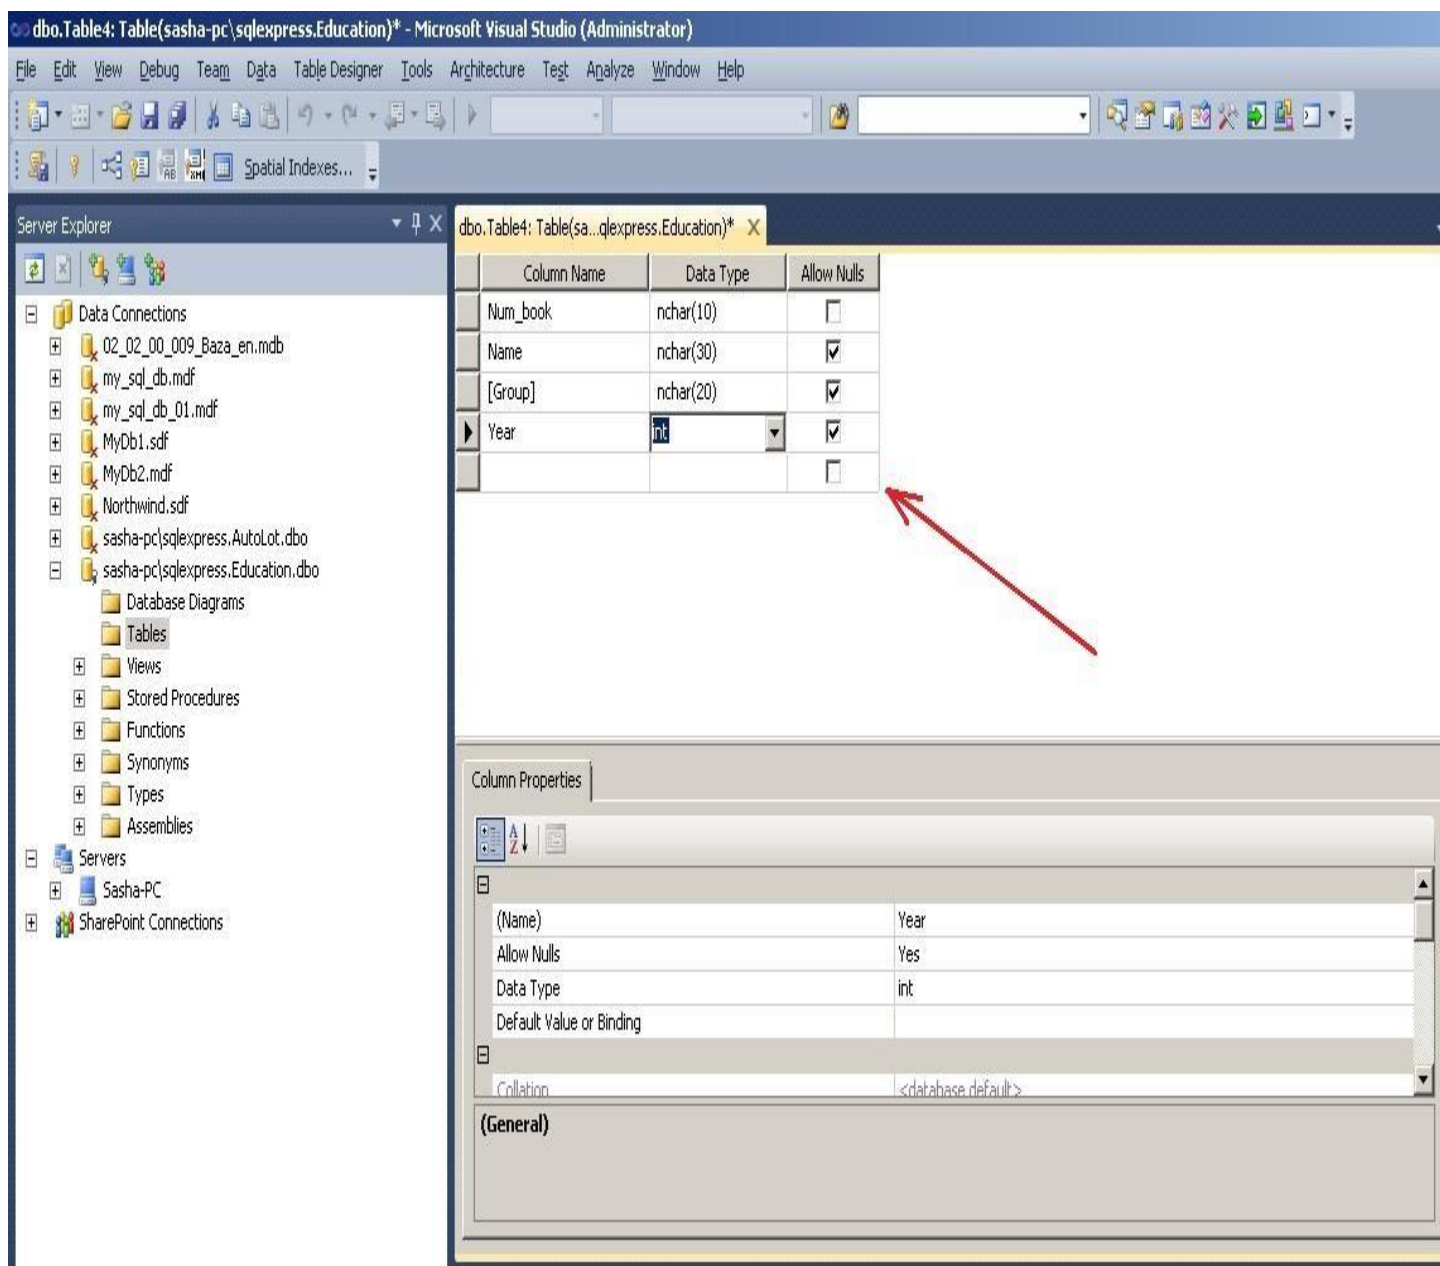 dbo.Table4: Table(sasha-pc\sqlexpress.Education)* - Microsoft Visual Studio (Administrator)
File Edit View Debug Team Data Table Designer Tools Architecture Test Analyze Window Help
Spatial Indexes...
Server Explorer
dbo.Table4: Table(sa...qlexpress.Education)*
Data Connections
02_02_00_009_Baza_en.mdb
my_sql_db.mdf
my_sql_db_01.mdf
MyDb1.sdf
MyDb2.mdf
Northwind.sdf
sasha-pc\sqlexpress.AutoLot.dbo
sasha-pc\sqlexpress.Education.dbo
Database Diagrams
Tables
Views
Stored Procedures
Functions
Synonyms
Types
Assemblies
Servers
Sasha-PC
SharePoint Connections
Column Name Data Type Allow Nulls
Num_book nchar(10)
Name nchar(30)
[Group] nchar(20)
Year int
Column Properties
(Name) Year
Allow Nulls Yes
Data Type int
Default Value or Binding
Collation <database default>
(General)